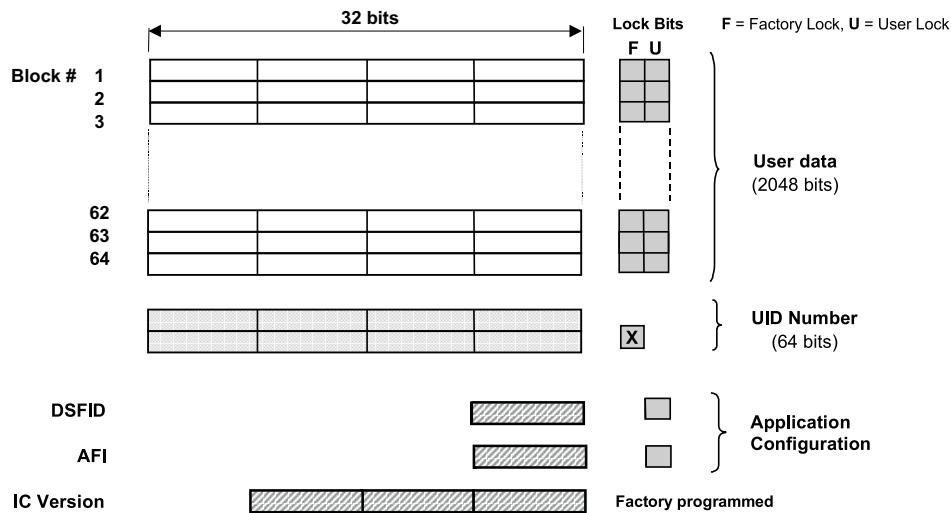 32 bits
Lock Bits
F = Factory Lock, U = User Lock
F U
Block # 1
2
3
User data
(2048 bits)
62
63
64
UID Number
(64 bits)
X
DSFID
Application
Configuration
AFI
IC Version
Factory programmed